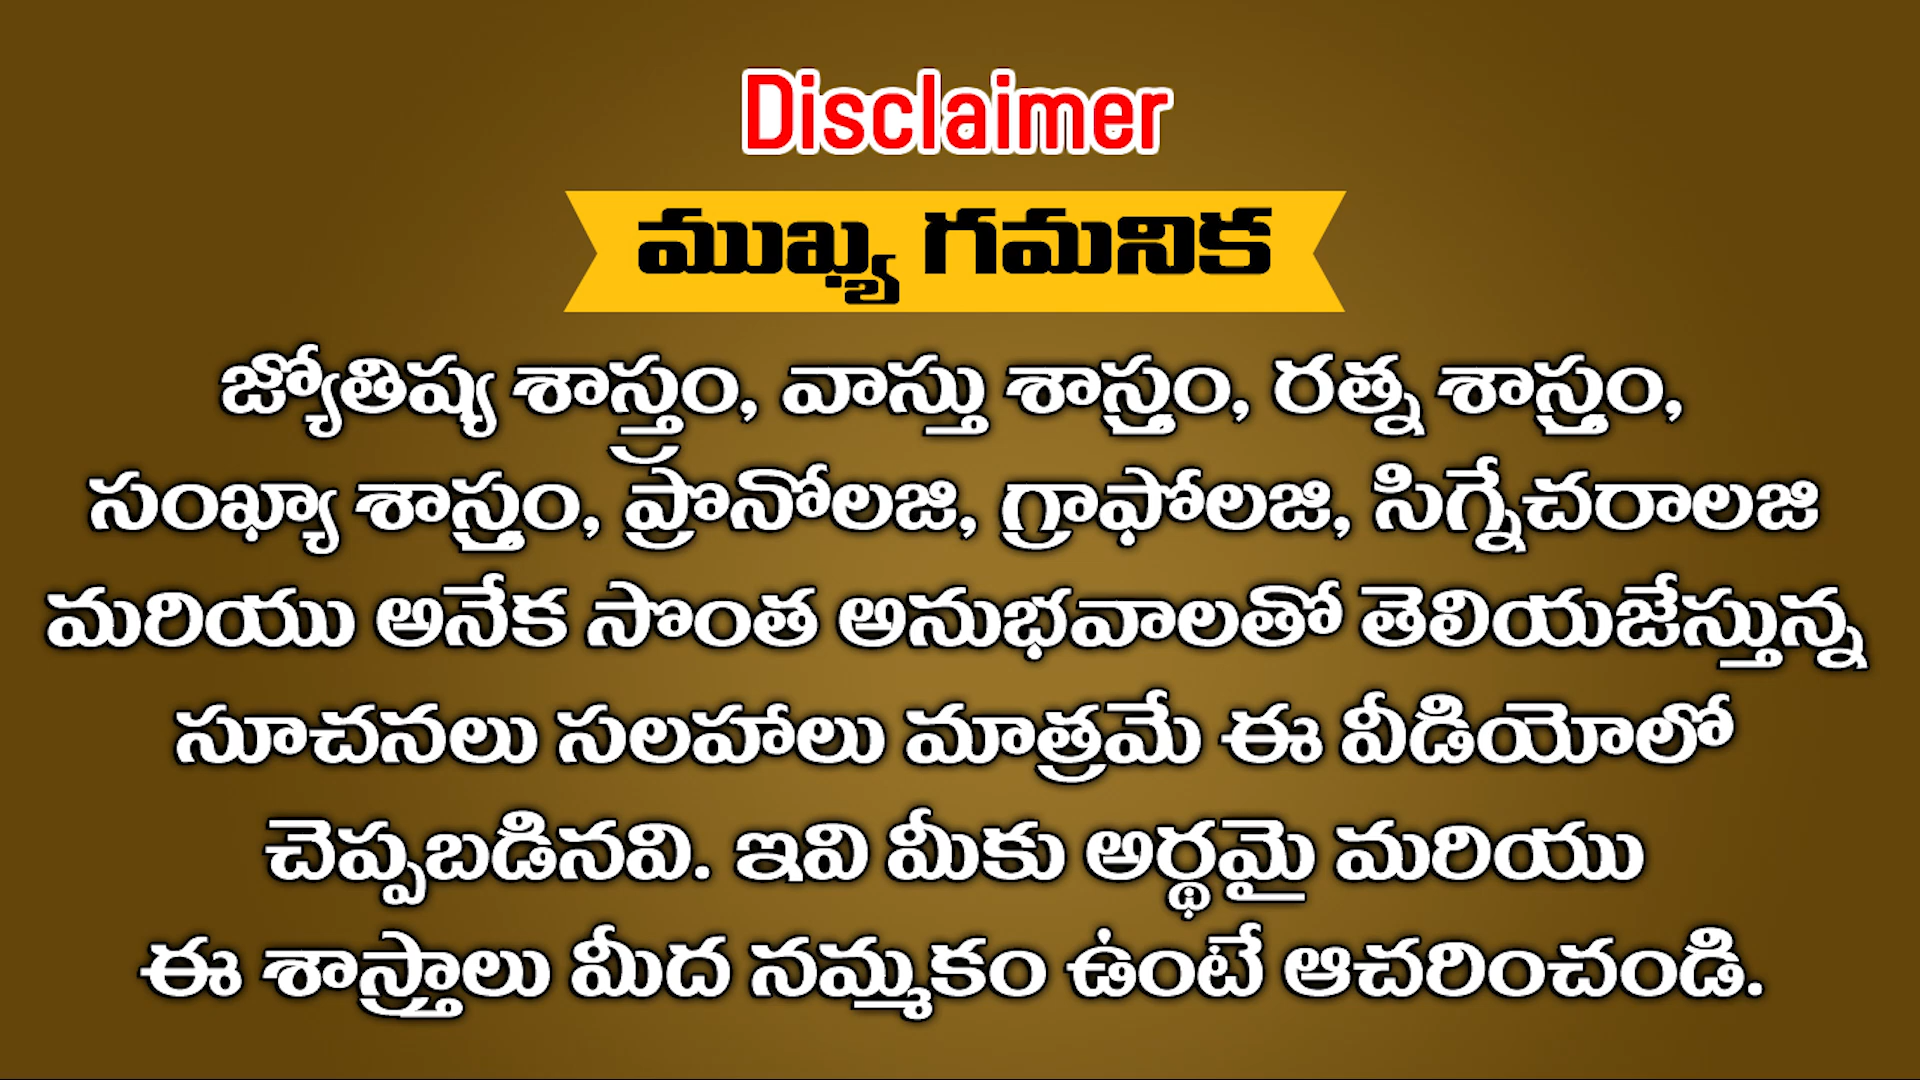 Disclaimer
ముఖ్య గమనిక
జ్యోతిష్య శాస్త్రం, వాస్తు శాస్త్రం, రత్న శాస్త్రం,
సంఖ్యా శాస్త్రం, ప్రొనోలజి, గ్రాఫోలజి, సిగ్నేచరాలజి
మరియు అనేక సొంత అనుభవాలతో తెలియజేస్తున్న
సూచనలు సలహాలు మాత్రమే ఈ వీడియోలో
చెప్పబడినవి. ఇవి మీకు అర్థమై మరియు
ఈ శాస్త్రాలు మీద నమ్మకం ఉంటే ఆచరించండి.